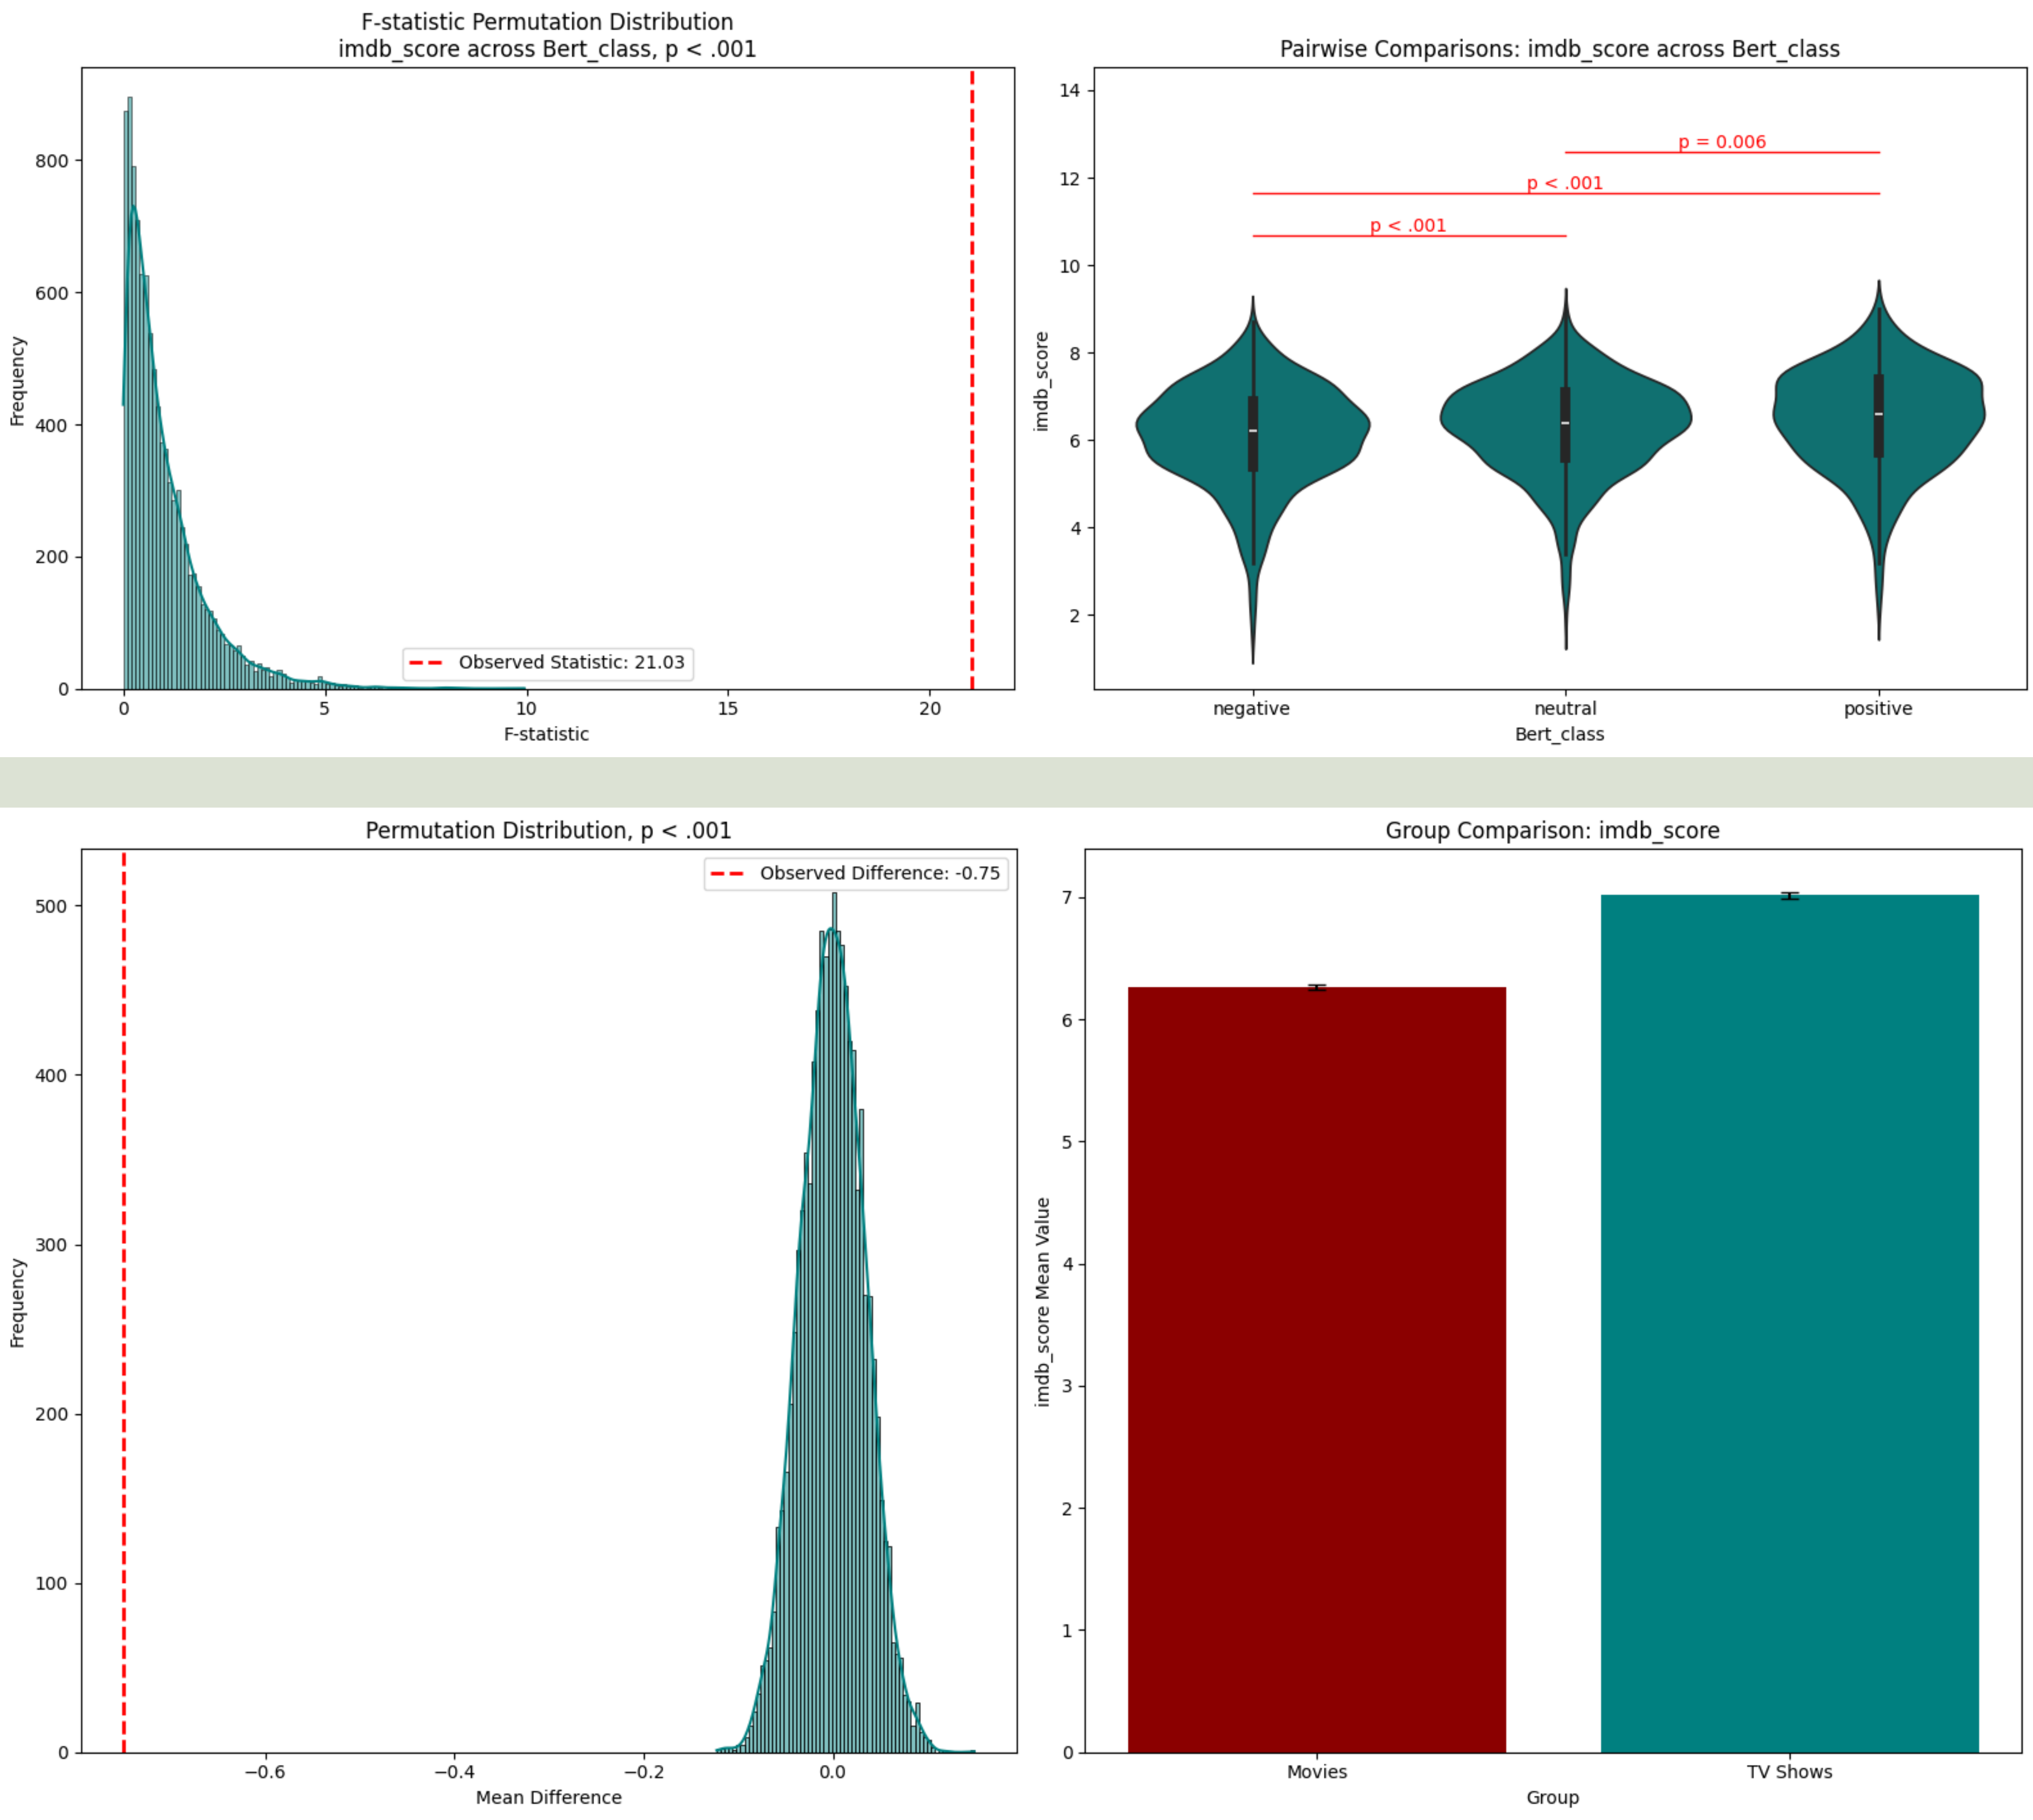 F-statistic Permutation Distribution
imdb_score across Bert_class, p < .001
Frequency
800
600
400
200
0
Observed Statistic: 21.03
0 5 10 15 20
F-statistic
Pairwise Comparisons: imdb_score across Bert_class
imdb_score
14
12
10
8
6
4
2
p = 0.006
p < .001
p < .001
negative neutral positive
Bert_class
Permutation Distribution, p < .001
Frequency
500
400
300
200
100
0
Observed Difference: -0.75
−0.6 −0.4 −0.2 0.0
Mean Difference
Group Comparison: imdb_score
imdb_score Mean Value
7
6
5
4
3
2
1
0
Movies TV Shows
Group